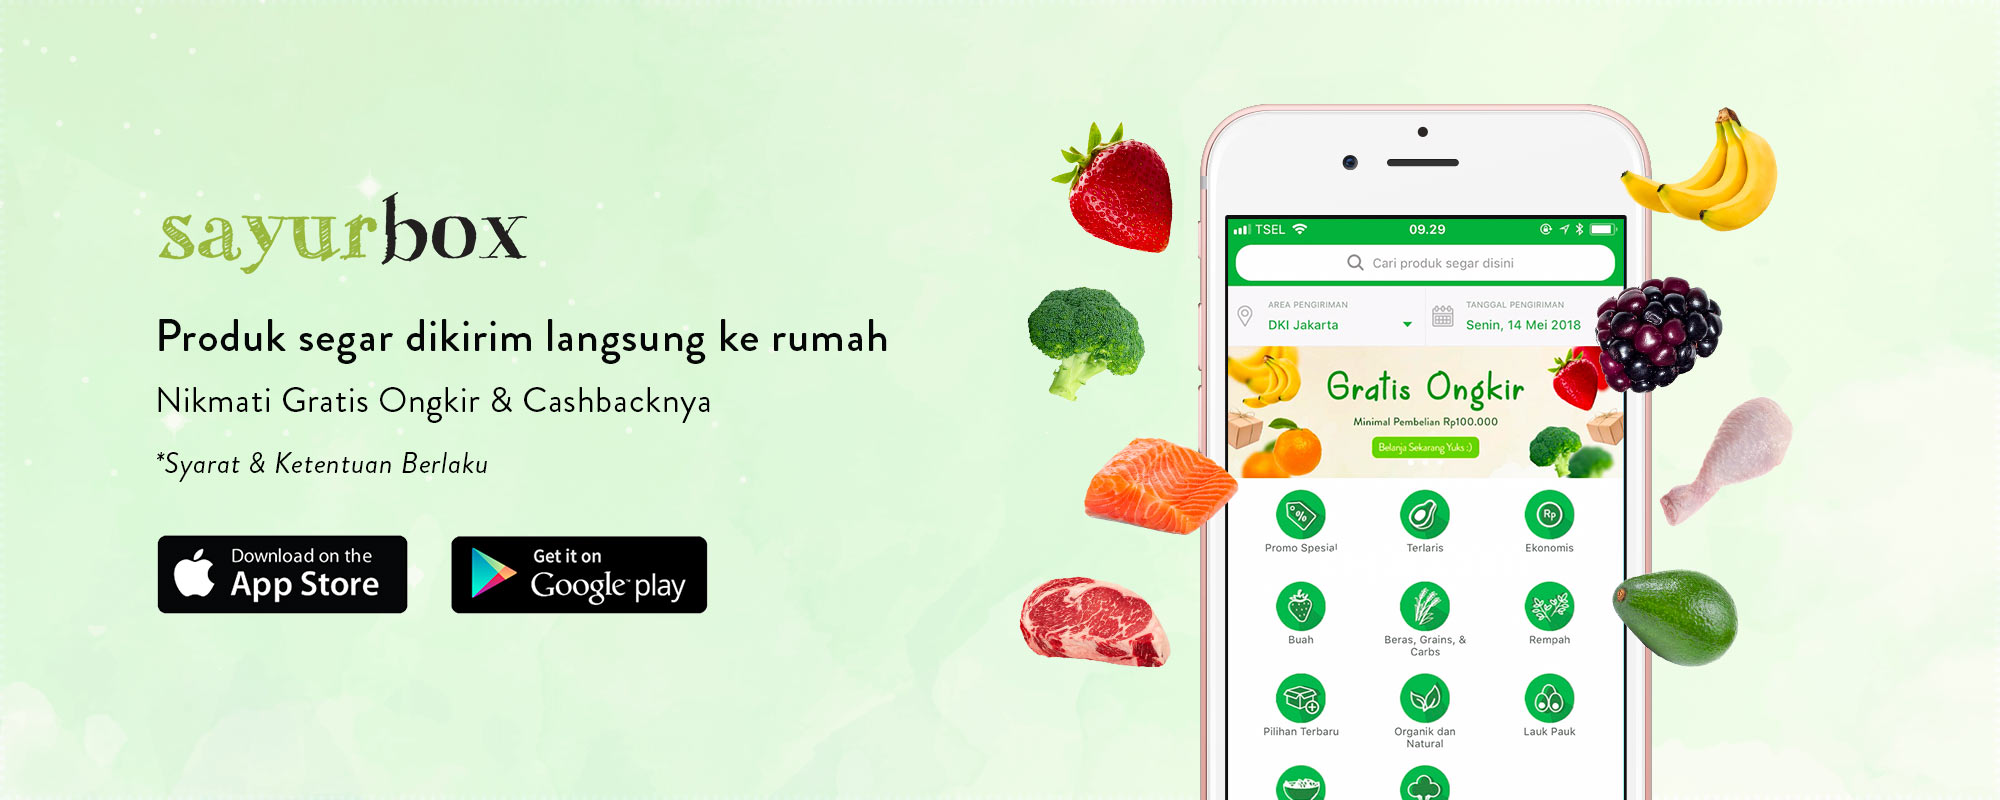 sayurbox
Produk segar dikirim langsung ke rumah
Nikmati Gratis Ongkir & Cashbacknya
*Syarat & Ketentuan Berlaku
Download on the
App Store
Get it on
Google play
TSEL
09.29
Cari produk segar disini
AREA PENGIRIMAN
DKI Jakarta
TANGGAL PENGIRIMAN
Senin, 14 Mei 2018
Gratis Ongkir
Minimal Pembelian Rp100.000
Belanja Sekarang Yuks :)
%
Rp
Promo Spesial
Terlaris
Ekonomis
Buah
Beras, Grains, &
Carbs
Rempah
Pilihan Terbaru
Organik dan
Natural
Lauk Pauk